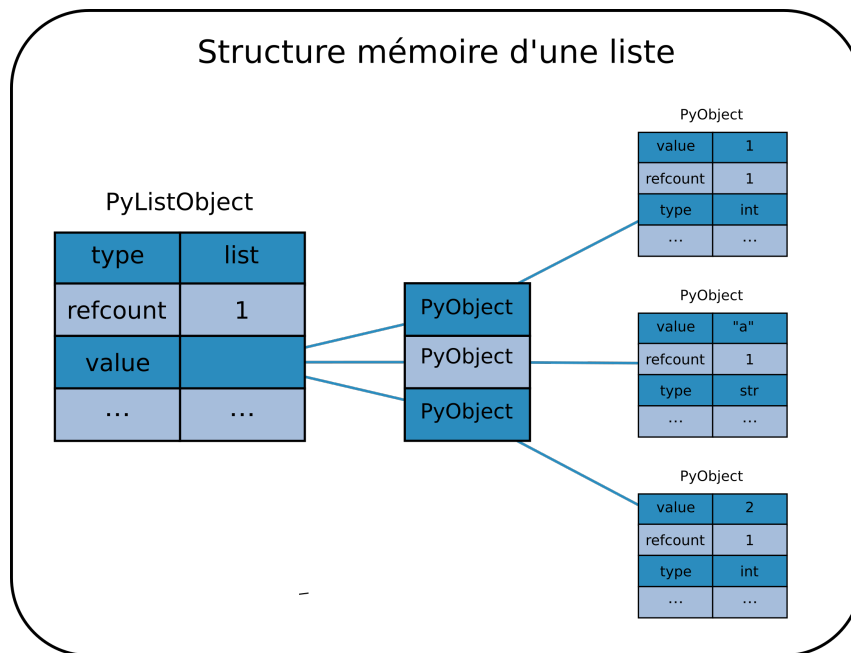 Structure mémoire d'une liste
PyListObject
type list
refcount 1
value
... ...
PyObject
PyObject
PyObject
PyObject
value 1
refcount 1
type int
... ...
PyObject
value "a"
refcount 1
type str
... ...
PyObject
value 2
refcount 1
type int
... ...